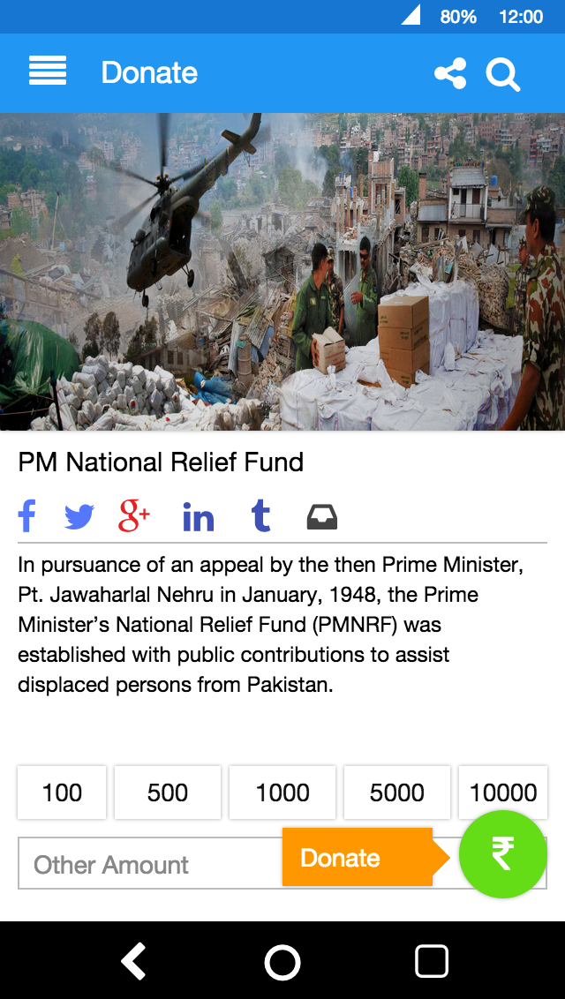 80% 12:00
Donate
PM National Relief Fund
In pursuance of an appeal by the then Prime Minister,
Pt. Jawaharlal Nehru in January, 1948, the Prime
Minister’s National Relief Fund (PMNRF) was
established with public contributions to assist
displaced persons from Pakistan.
100 500 1000 5000 10000
Other Amount Donate ₹